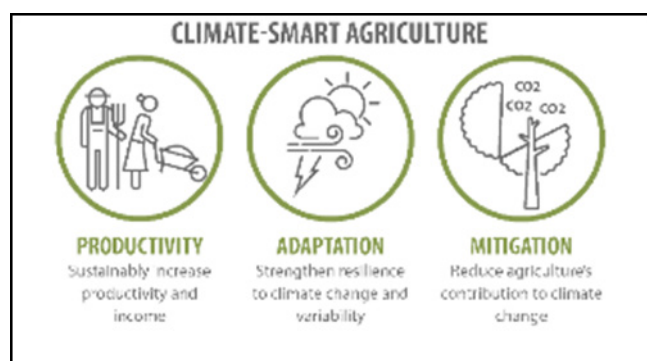 CLIMATE-SMART AGRICULTURE
CO2
CO2 CO2
PRODUCTIVITY
Sustainably increase
productivity and
income
ADAPTATION
Strengthen resilience
to climate change and
variability
MITIGATION
Reduce agriculture's
contribution to climate
change